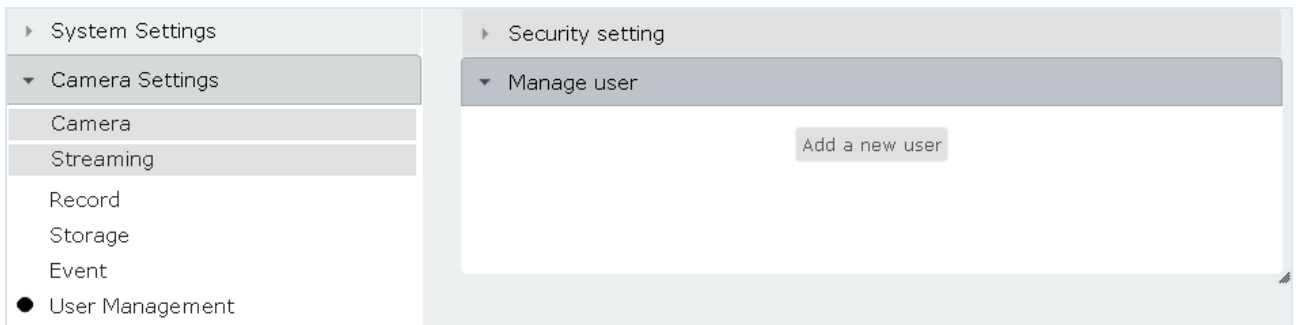 System Settings
Camera Settings
Camera
Streaming
Record
Storage
Event
User Management
Security setting
Manage user
Add a new user